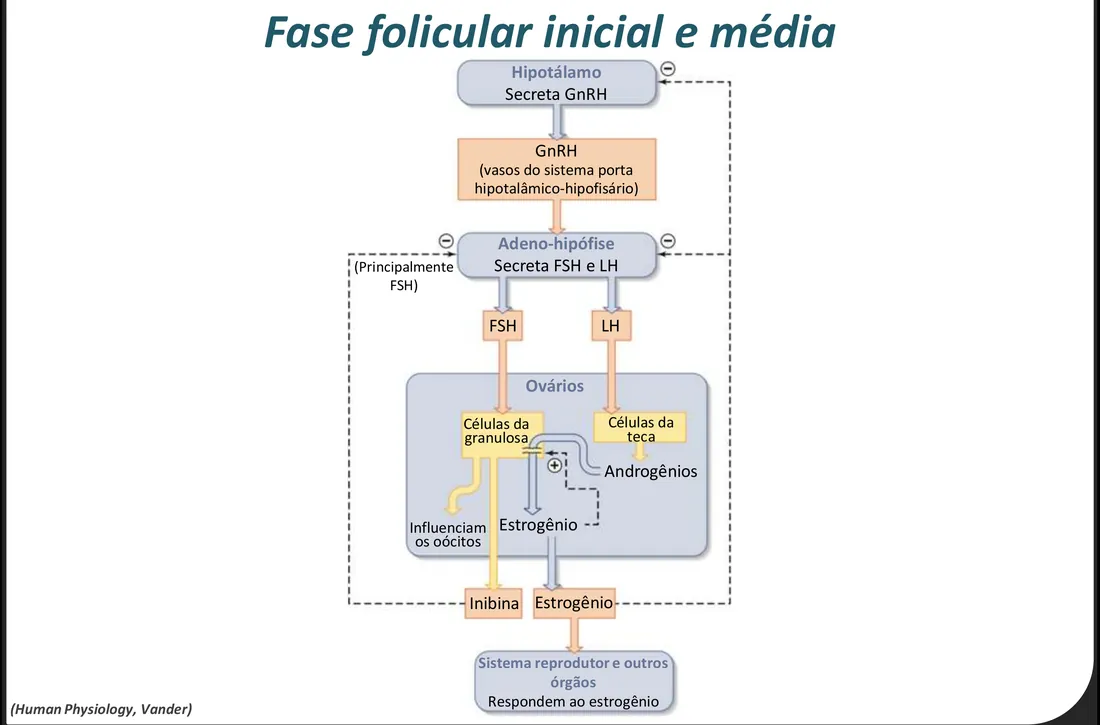 Fase folicular inicial e média
Hipotálamo
Secreta GnRH
GnRH
(vasos do sistema porta
hipotalâmico-hipofisário)
Adeno-hipófise
Secreta FSH e LH
(Principalmente
FSH)
FSH
LH
Ovários
Células da
granulosa
Células da
teca
Androgênios
Influenciam
os oócitos
Estrogênio
Inibina
Estrogênio
Sistema reprodutor e outros
órgãos
Respondem ao estrogênio
(Human Physiology, Vander)